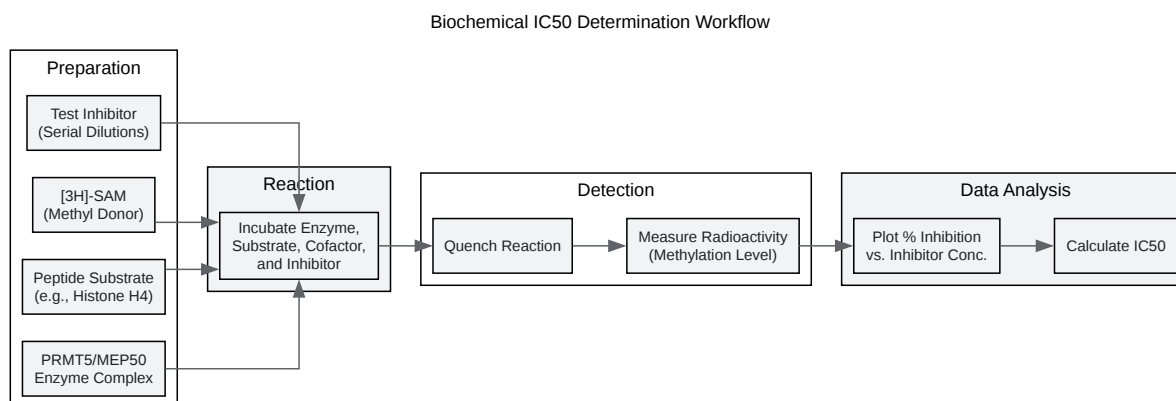 Biochemical IC50 Determination Workflow
Preparation
Test Inhibitor
(Serial Dilutions)
[3H]-SAM
(Methyl Donor)
Peptide Substrate
(e.g., Histone H4)
PRMT5/MEP50
Enzyme Complex
Reaction
Incubate Enzyme,
Substrate, Cofactor,
and Inhibitor
Detection
Quench Reaction
Measure Radioactivity
(Methylation Level)
Data Analysis
Plot % Inhibition
vs. Inhibitor Conc.
Calculate IC50